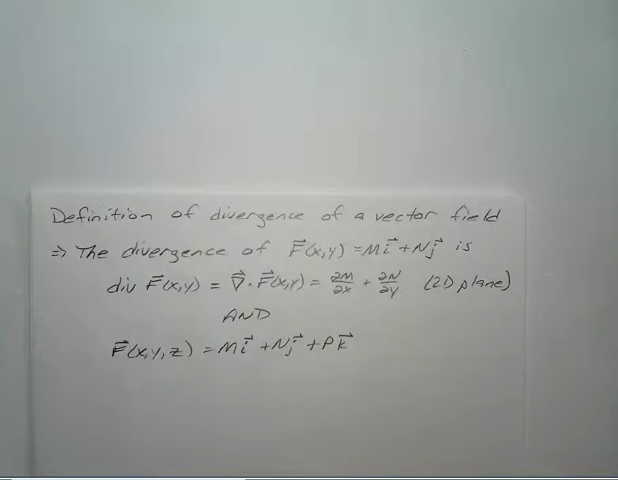 Definition of divergence of a vector field
⇒ The divergence of F⃗(x,y) = Mi⃗ + Nj⃗ is
div F⃗(x,y) = ∇⃗ · F⃗(x,y) = ∂M/∂x + ∂N/∂y (2D plane)
AND
F⃗(x,y,z) = Mi⃗ + Nj⃗ + Pk⃗